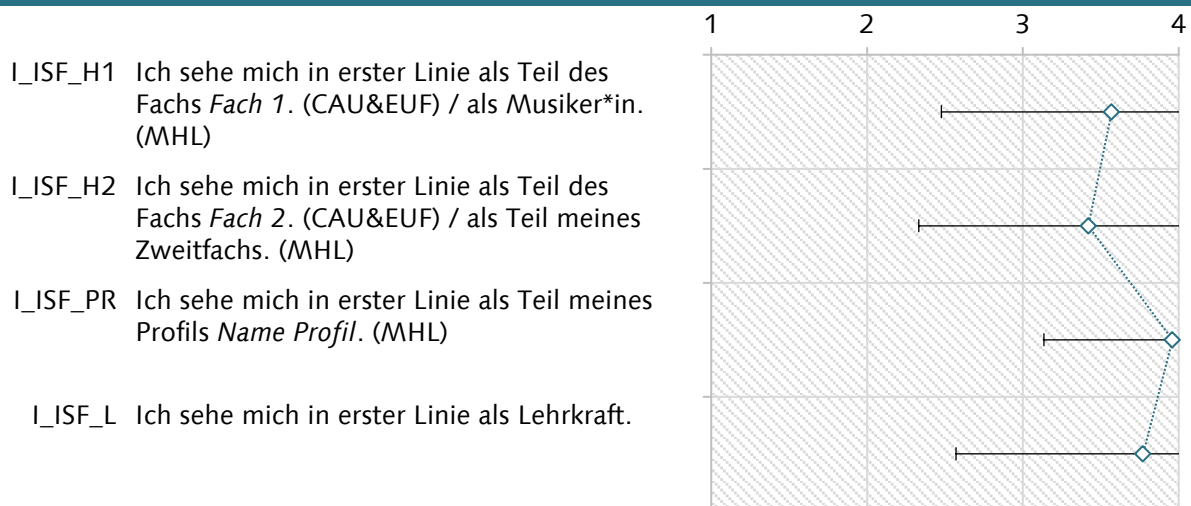 1 2 3 4
I_ISF_H1 Ich sehe mich in erster Linie als Teil des
Fachs Fach 1. (CAU&EUF) / als Musiker*in.
(MHL)
I_ISF_H2 Ich sehe mich in erster Linie als Teil des
Fachs Fach 2. (CAU&EUF) / als Teil meines
Zweitfachs. (MHL)
I_ISF_PR Ich sehe mich in erster Linie als Teil meines
Profils Name Profil. (MHL)
I_ISF_L Ich sehe mich in erster Linie als Lehrkraft.